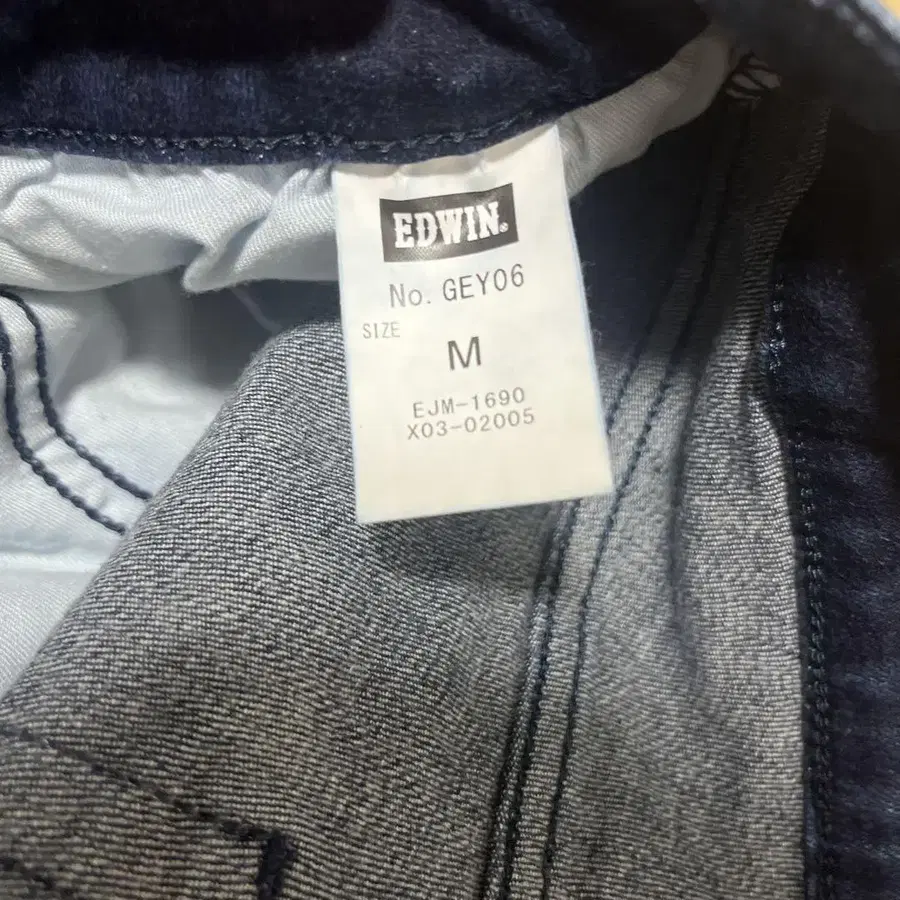 EDWIN®
No. GEY06
SIZE
M
EJM-1690
X03-02005